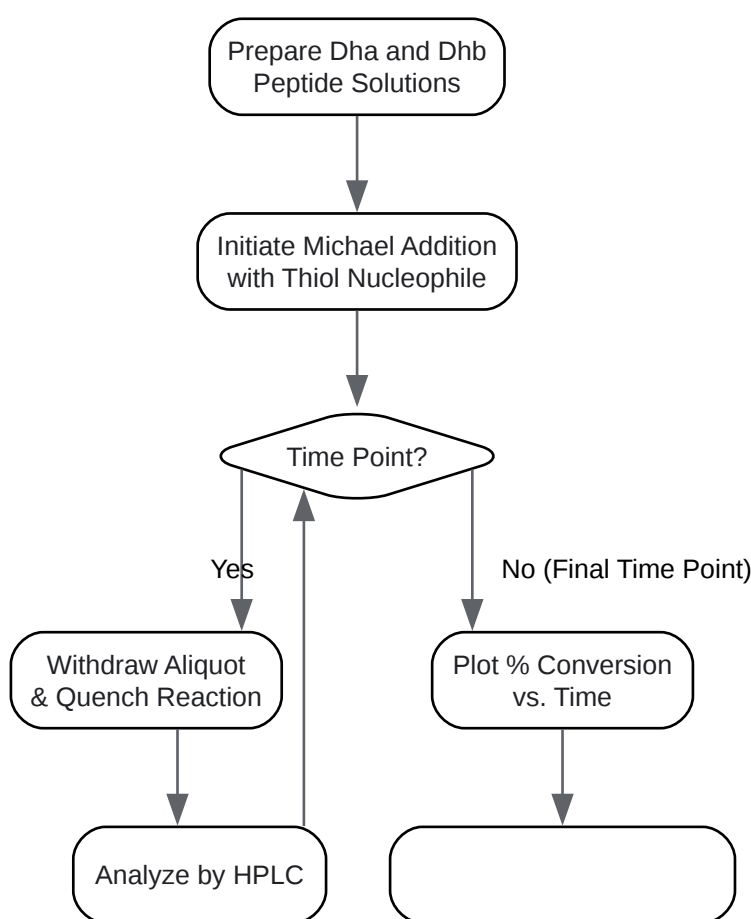 Prepare Dha and Dhb
Peptide Solutions
Initiate Michael Addition
with Thiol Nucleophile
Time Point?
Yes
No (Final Time Point)
Withdraw Aliquot
& Quench Reaction
Plot % Conversion
vs. Time
Analyze by HPLC